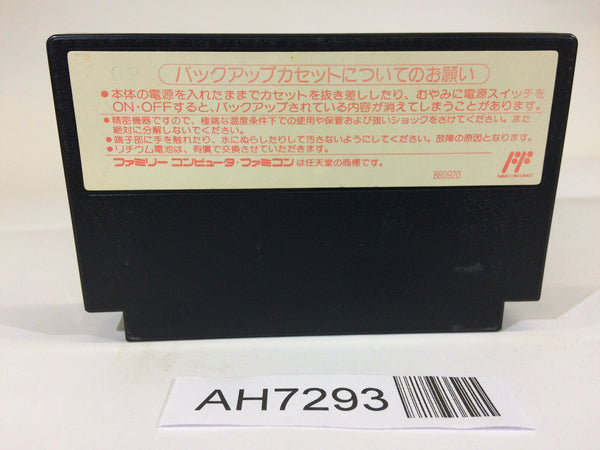 バックアップカセットについてのお願い
●本体の電源を入れたままでカセットを抜き差ししたり、むやみに電源スイッチを
ON・OFFすると、バックアップされている内容が消えてしまうことがあります。
●精密機器ですので、極端な温度条件下での使用や保管および強いショックをさけてください。また
絶対に分解しないでください。
●端子部に手を触れたり、水にぬらしたりして汚さないようにしてください。故障の原因となります。
●リチウム電池は、有償で交換させていただきます。
ファミリーコンピュータ・ファミコンは任天堂の商標です。
880920
FAMICOM FAMILY
AH7293